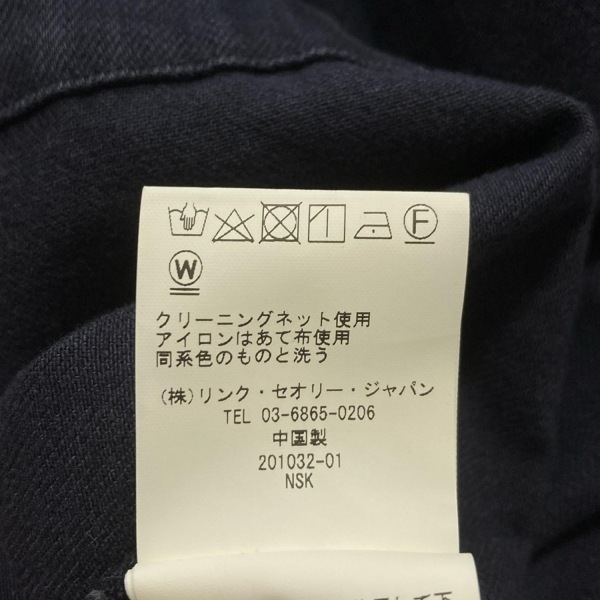 F
W
クリーニングネット使用
アイロンはあて布使用
同系色のものと洗う
(株)リンク・セオリー・ジャパン
TEL 03-6865-0206
中国製
201032-01
NSK